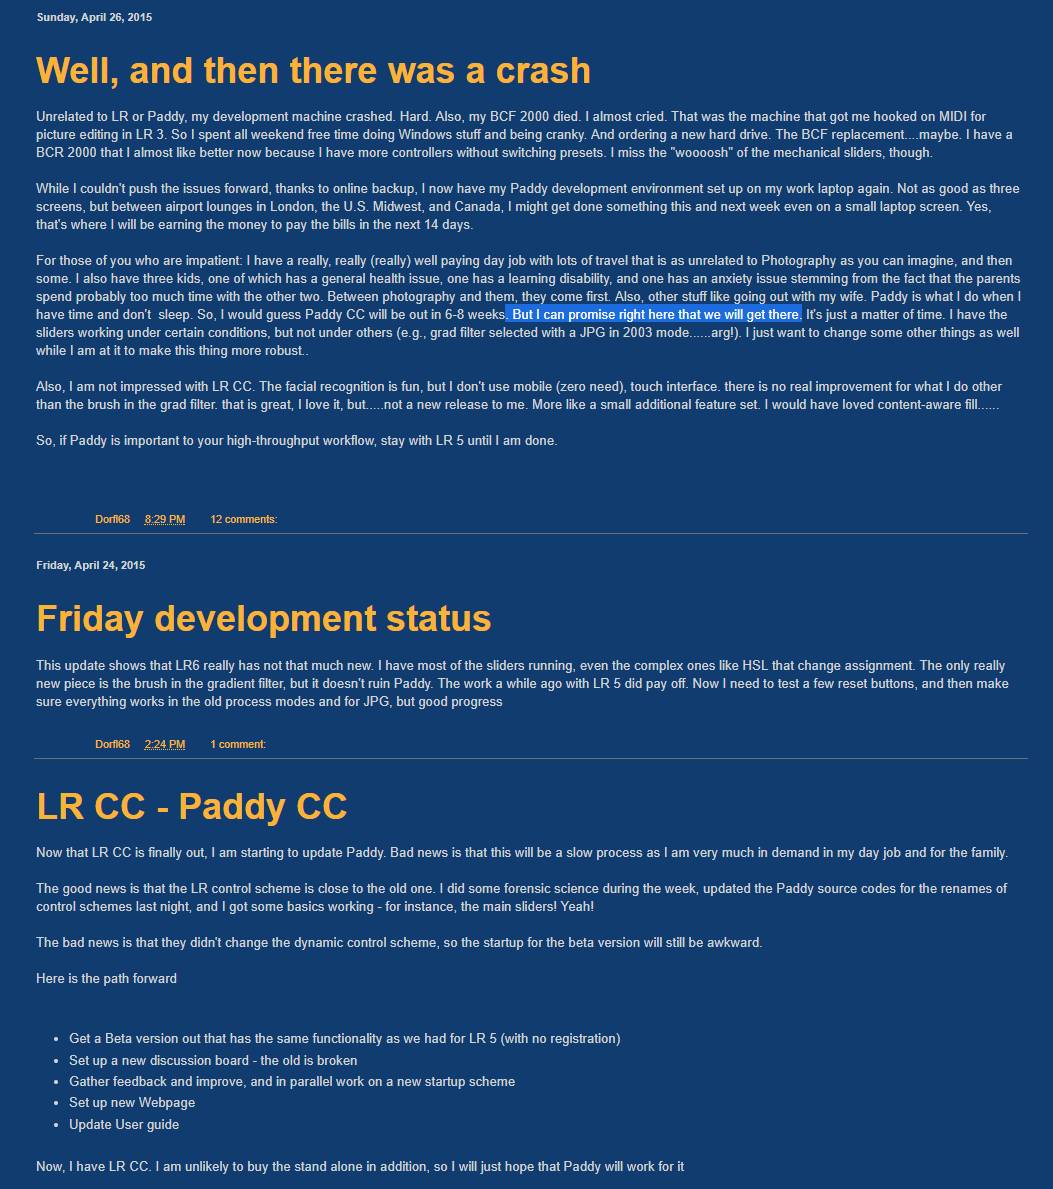 Sunday, April 26, 2015
Well, and then there was a crash
Unrelated to LR or Paddy, my development machine crashed. Hard. Also, my BCF 2000 died. I almost cried. That was the machine that got me hooked on MIDI for
picture editing in LR 3. So I spent all weekend free time doing Windows stuff and being cranky. And ordering a new hard drive. The BCF replacement....maybe. I have a
BCR 2000 that I almost like better now because I have more controllers without switching presets. I miss the "woooosh" of the mechanical sliders, though.
While I couldn't push the issues forward, thanks to online backup, I now have my Paddy development environment set up on my work laptop again. Not as good as three
screens, but between airport lounges in London, the U.S. Midwest, and Canada, I might get done something this and next week even on a small laptop screen. Yes,
that's where I will be earning the money to pay the bills in the next 14 days.
For those of you who are impatient: I have a really, really (really) well paying day job with lots of travel that is as unrelated to Photography as you can imagine, and then
some. I also have three kids, one of which has a general health issue, one has a learning disability, and one has an anxiety issue stemming from the fact that the parents
spend probably too much time with the other two. Between photography and them, they come first. Also, other stuff like going out with my wife. Paddy is what I do when I
have time and don't  sleep. So, I would guess Paddy CC will be out in 6-8 weeks. But I can promise right here that we will get there. It's just a matter of time. I have the
sliders working under certain conditions, but not under others (e.g., grad filter selected with a JPG in 2003 mode......arg!). I just want to change some other things as well
while I am at it to make this thing more robust..
Also, I am not impressed with LR CC. The facial recognition is fun, but I don't use mobile (zero need), touch interface. there is no real improvement for what I do other
than the brush in the grad filter. that is great, I love it, but.....not a new release to me. More like a small additional feature set. I would have loved content-aware fill......
So, if Paddy is important to your high-throughput workflow, stay with LR 5 until I am done.
Dorfl68 8:29 PM 12 comments:
Friday, April 24, 2015
Friday development status
This update shows that LR6 really has not that much new. I have most of the sliders running, even the complex ones like HSL that change assignment. The only really
new piece is the brush in the gradient filter, but it doesn't ruin Paddy. The work a while ago with LR 5 did pay off. Now I need to test a few reset buttons, and then make
sure everything works in the old process modes and for JPG, but good progress
Dorfl68 2:24 PM 1 comment:
LR CC - Paddy CC
Now that LR CC is finally out, I am starting to update Paddy. Bad news is that this will be a slow process as I am very much in demand in my day job and for the family.
The good news is that the LR control scheme is close to the old one. I did some forensic science during the week, updated the Paddy source codes for the renames of
control schemes last night, and I got some basics working - for instance, the main sliders! Yeah!
The bad news is that they didn't change the dynamic control scheme, so the startup for the beta version will still be awkward.
Here is the path forward
• Get a Beta version out that has the same functionality as we had for LR 5 (with no registration)
• Set up a new discussion board - the old is broken
• Gather feedback and improve, and in parallel work on a new startup scheme
• Set up new Webpage
• Update User guide
Now, I have LR CC. I am unlikely to buy the stand alone in addition, so I will just hope that Paddy will work for it